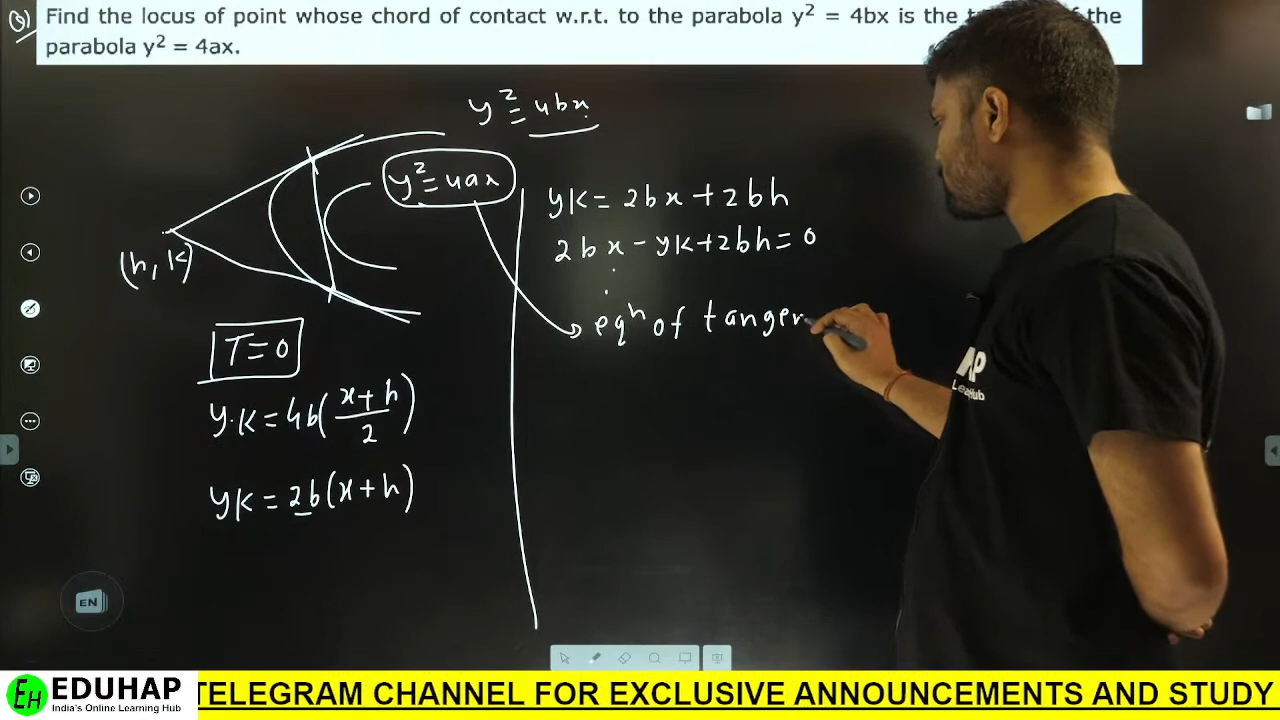 Q)
Find the locus of point whose chord of contact w.r.t. to the parabola y² = 4bx is the the
parabola y² = 4ax.
y² = 4bx
y² = 4ax
(h, k)
T = 0
y.k = 4b(x+h/2)
yk = 2b(x+h)
yk = 2bx + 2bh
2bx - yk + 2bh = 0
eqⁿ of tangen
AP
EN
EH
EDUHAP
India's Online Learning Hub
TELEGRAM CHANNEL FOR EXCLUSIVE ANNOUNCEMENTS AND STUDY